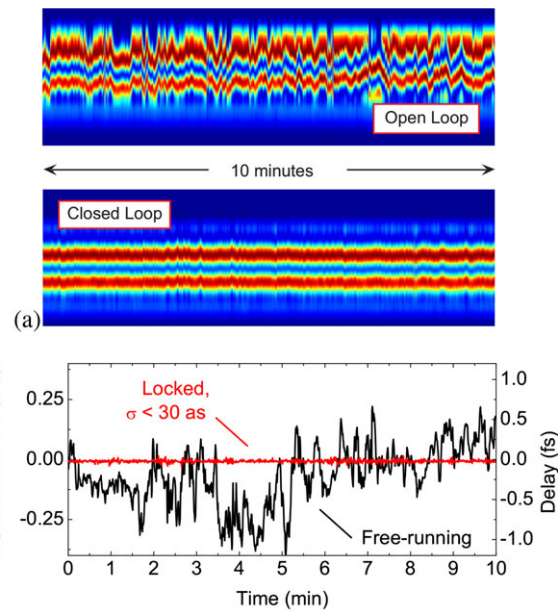 Open Loop
10 minutes
Closed Loop
(a)
0.25
0.00
-0.25
Locked,
σ < 30 as
Free-running
1.0
0.5
0.0
-0.5
-1.0
Delay (fs)
0 1 2 3 4 5 6 7 8 9 10
Time (min)